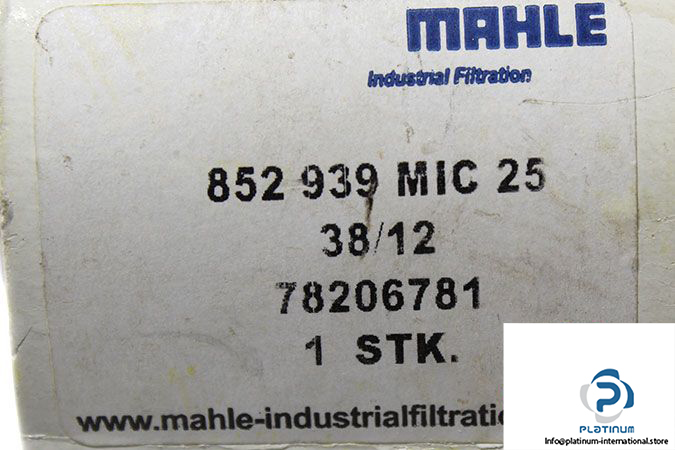 MAHLE
Industrial Filtration
852 939 MIC 25
38/12
78206781
1 STK.
www.mahle-industrialfiltratio
PLATINUM
info@platinum-international.store